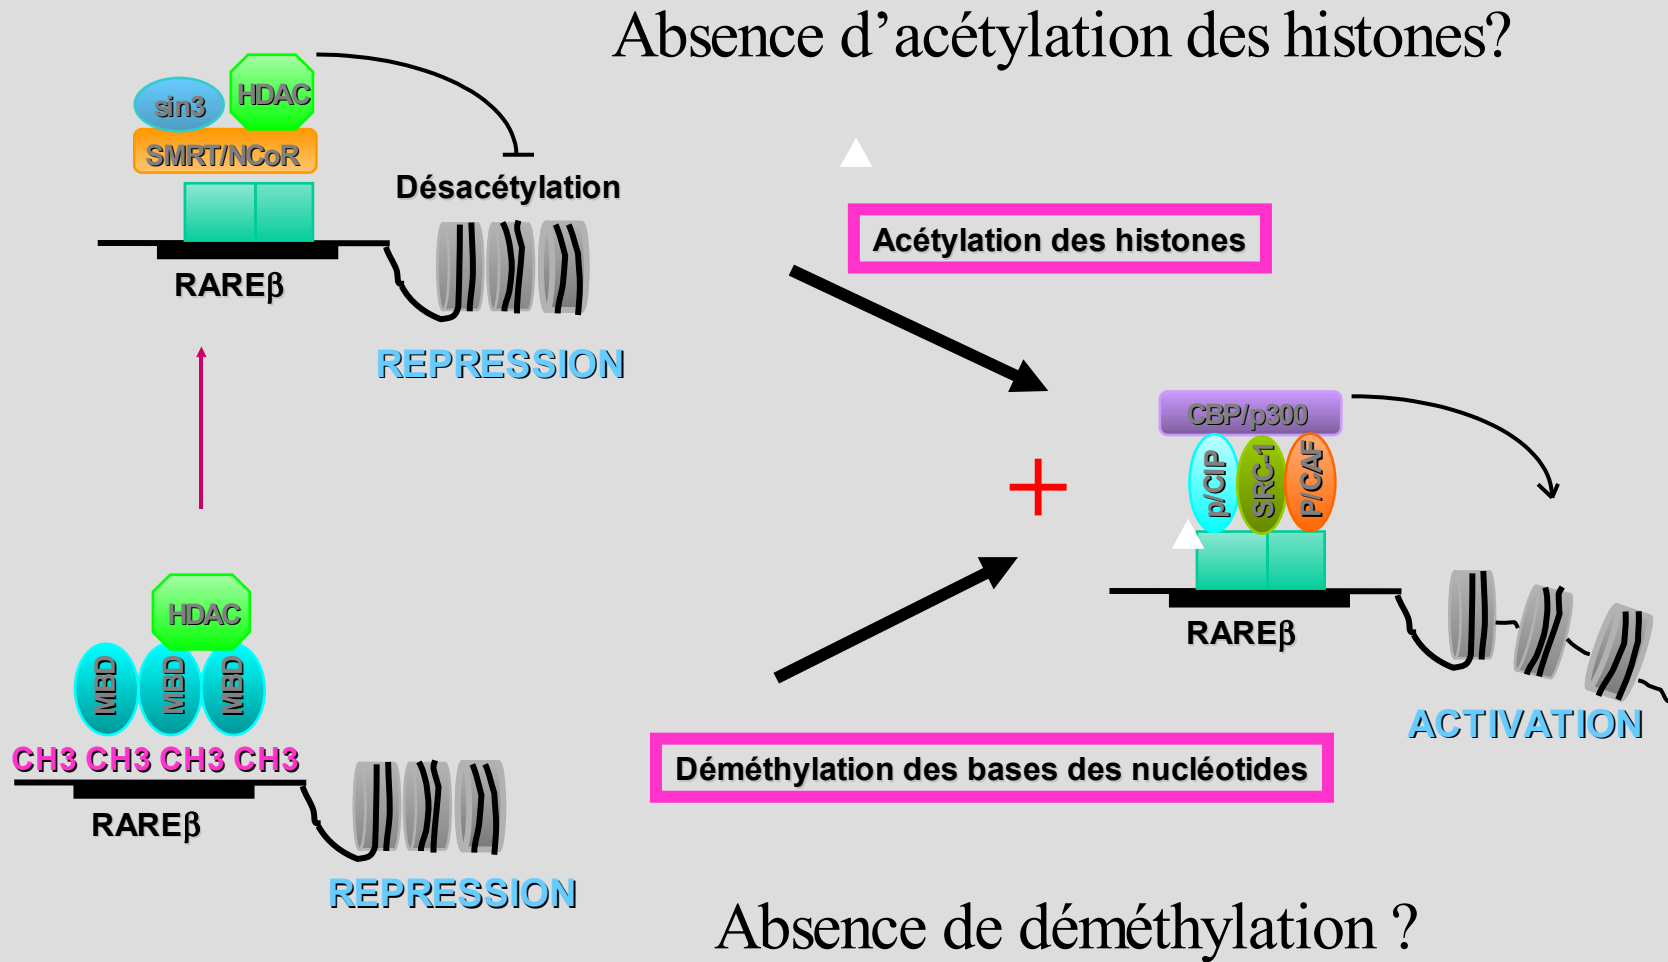 Absence d’acétylation des histones?
sin3
HDAC
SMRT/NCoR
Désacétylation
RAREβ
REPRESSION
Acétylation des histones
CBP/p300
p/CIP
SRC-1
P/CAF
+
RAREβ
ACTIVATION
HDAC
MBD
MBD
MBD
CH3 CH3 CH3 CH3
RAREβ
REPRESSION
Déméthylation des bases des nucléotides
Absence de déméthylation ?